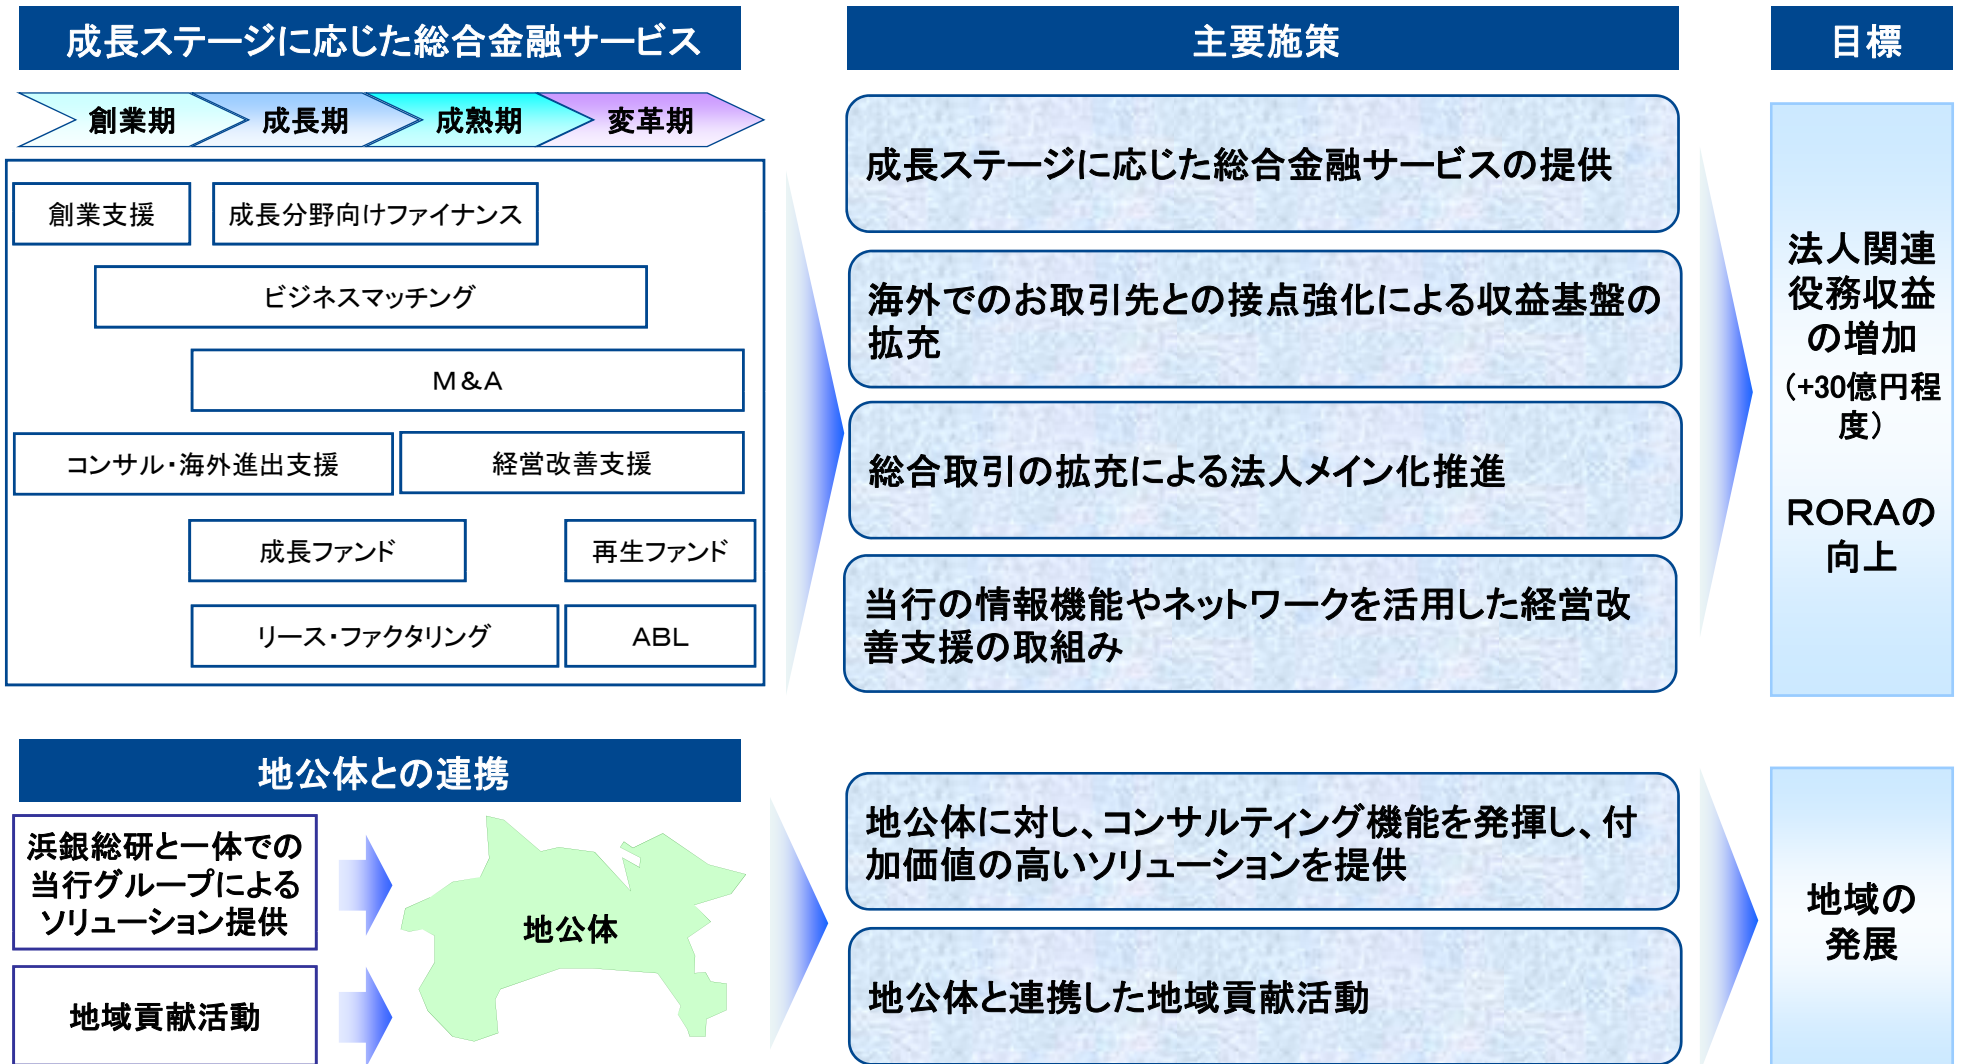 成長ステージに応じた総合金融サービス
創業期
成長期
成熟期
変革期
創業支援
成長分野向けファイナンス
ビジネスマッチング
M&A
コンサル・海外進出支援
経営改善支援
成長ファンド
再生ファンド
リース・ファクタリング
ABL
主要施策
成長ステージに応じた総合金融サービスの提供
海外でのお取引先との接点強化による収益基盤の
拡充
総合取引の拡充による法人メイン化推進
当行の情報機能やネットワークを活用した経営改
善支援の取組み
目標
法人関連
役務収益
の増加
(+30億円程
度)
RORAの
向上
地公体との連携
浜銀総研と一体での
当行グループによる
ソリューション提供
地域貢献活動
地公体
地公体に対し、コンサルティング機能を発揮し、付
加価値の高いソリューションを提供
地公体と連携した地域貢献活動
地域の
発展